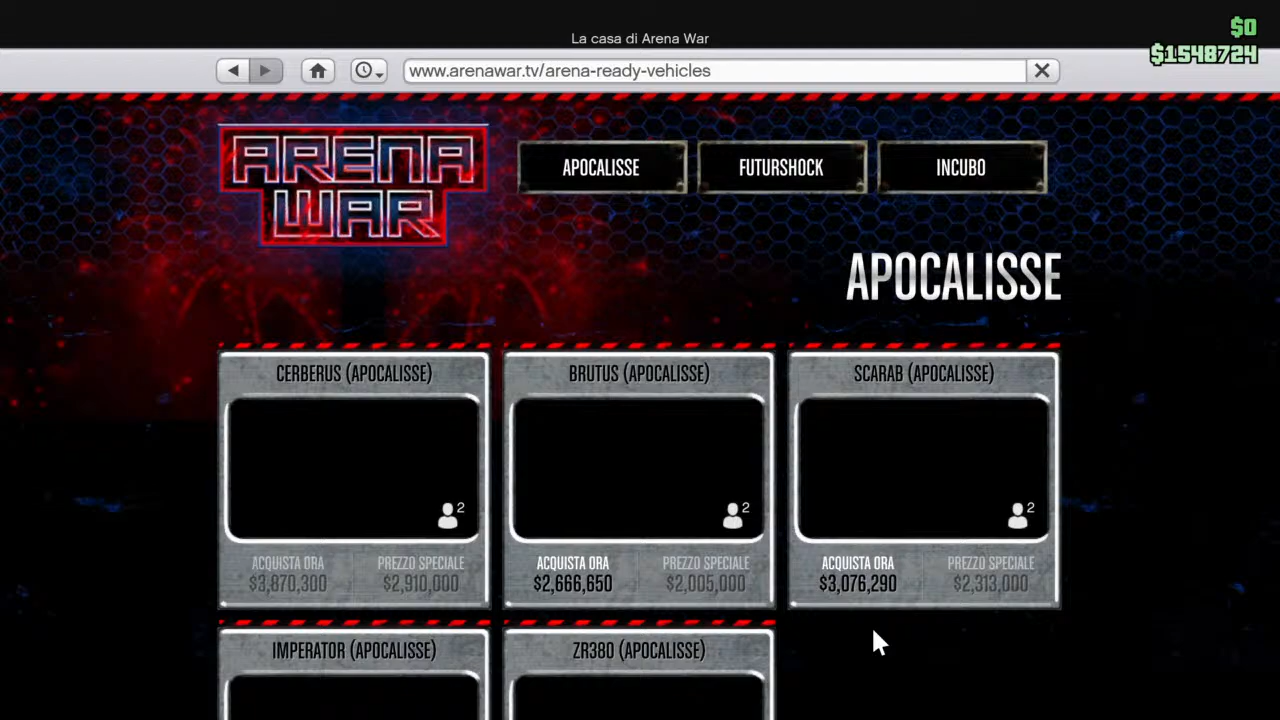 $0
La casa di Arena War
$1548724
www.arenawar.tv/arena-ready-vehicles
ARENA
WAR
APOCALISSE
FUTURSHOCK
INCUBO
APOCALISSE
CERBERUS (APOCALISSE)
BRUTUS (APOCALISSE)
SCARAB (APOCALISSE)
2
2
2
ACQUISTA ORA
PREZZO SPECIALE
ACQUISTA ORA
PREZZO SPECIALE
ACQUISTA ORA
PREZZO SPECIALE
$3,870,300
$2,910,000
$2,666,650
$2,005,000
$3,076,290
$2,313,000
IMPERATOR (APOCALISSE)
ZR380 (APOCALISSE)